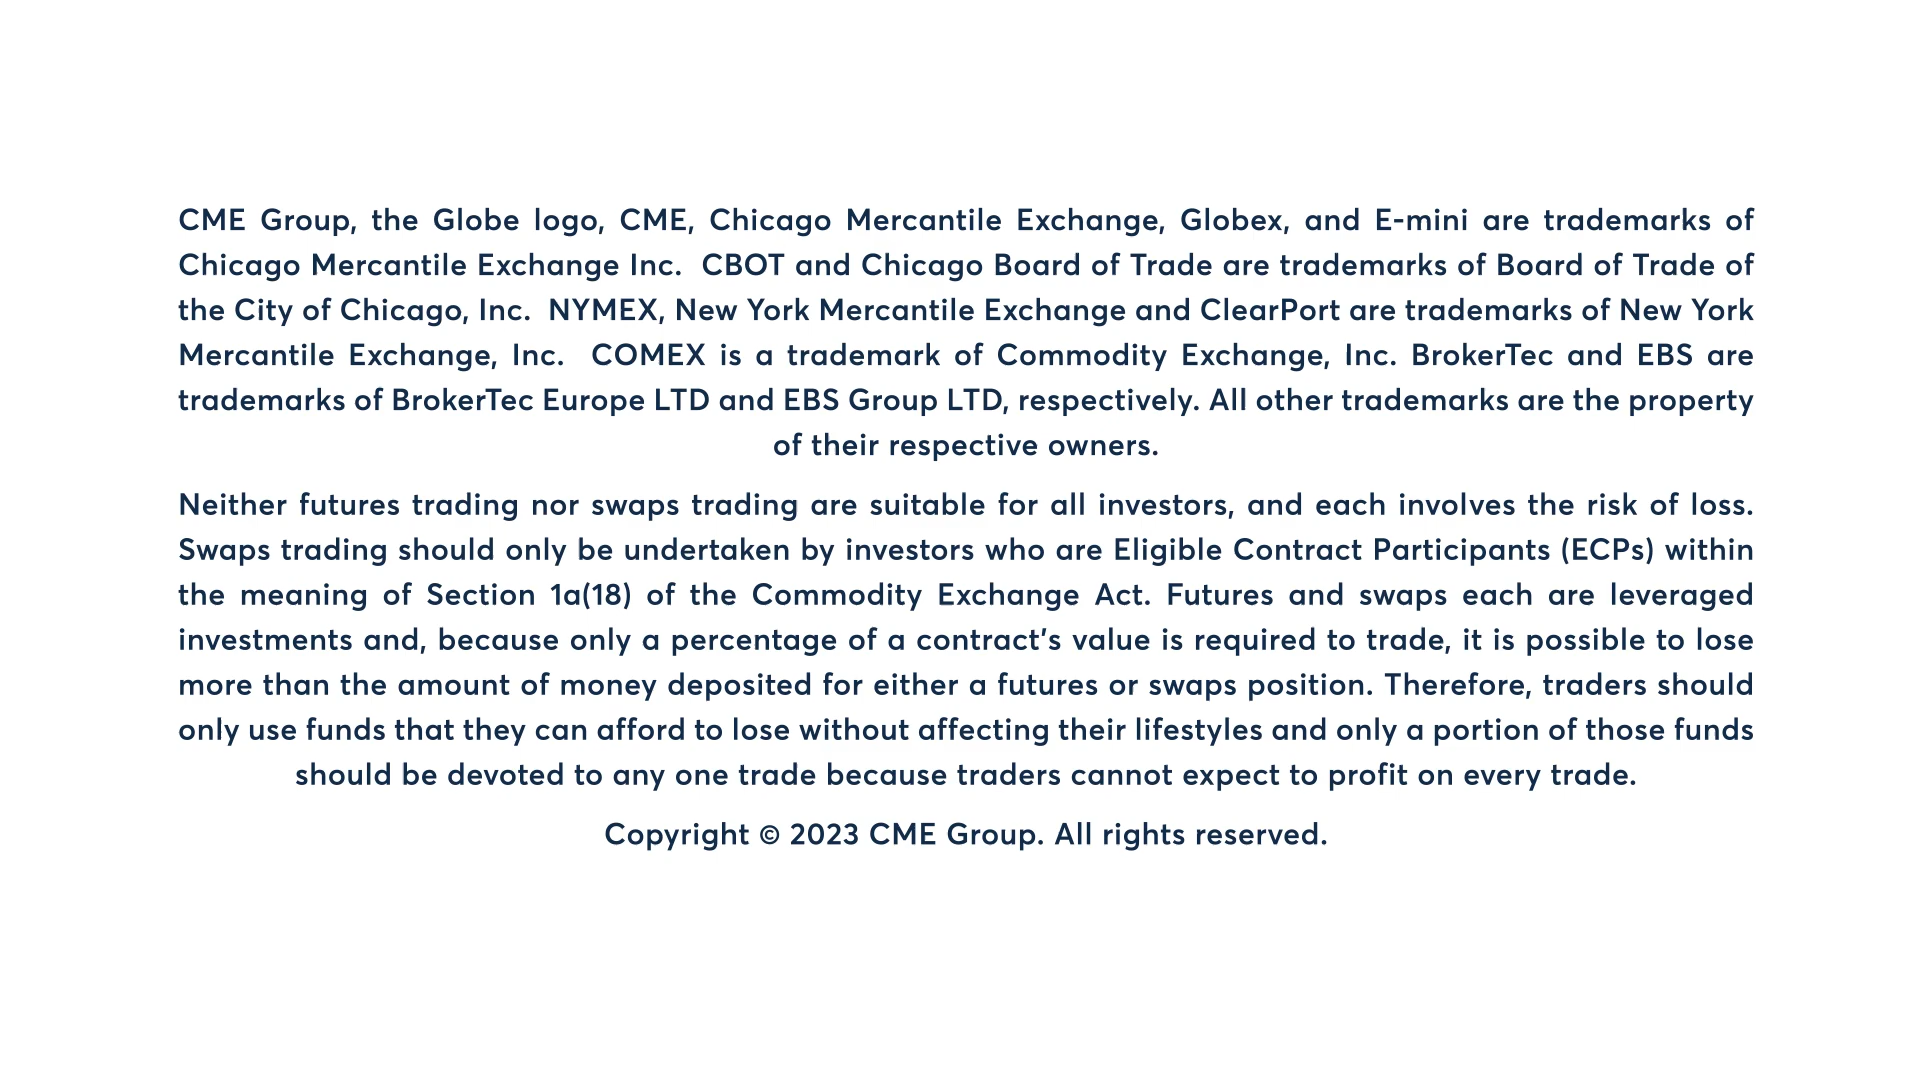 CME Group, the Globe logo, CME, Chicago Mercantile Exchange, Globex, and E-mini are trademarks of
Chicago Mercantile Exchange Inc.  CBOT and Chicago Board of Trade are trademarks of Board of Trade of
the City of Chicago, Inc.  NYMEX, New York Mercantile Exchange and ClearPort are trademarks of New York
Mercantile Exchange, Inc.  COMEX is a trademark of Commodity Exchange, Inc. BrokerTec and EBS are
trademarks of BrokerTec Europe LTD and EBS Group LTD, respectively. All other trademarks are the property
of their respective owners.
Neither futures trading nor swaps trading are suitable for all investors, and each involves the risk of loss.
Swaps trading should only be undertaken by investors who are Eligible Contract Participants (ECPs) within
the meaning of Section 1a(18) of the Commodity Exchange Act. Futures and swaps each are leveraged
investments and, because only a percentage of a contract's value is required to trade, it is possible to lose
more than the amount of money deposited for either a futures or swaps position. Therefore, traders should
only use funds that they can afford to lose without affecting their lifestyles and only a portion of those funds
should be devoted to any one trade because traders cannot expect to profit on every trade.
Copyright © 2023 CME Group. All rights reserved.